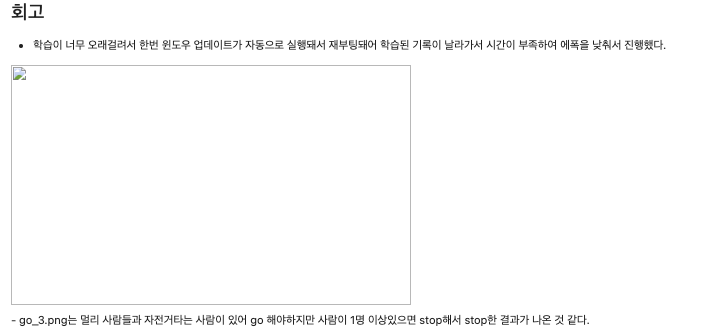 회고
• 학습이 너무 오래걸려서 한번 윈도우 업데이트가 자동으로 실행돼서 재부팅돼어 학습된 기록이 날라가서 시간이 부족하여 에폭을 낮춰서 진행했다.
- go_3.png는 멀리 사람들과 자전거타는 사람이 있어 go 해야하지만 사람이 1명 이상있으면 stop해서 stop한 결과가 나온 것 같다.